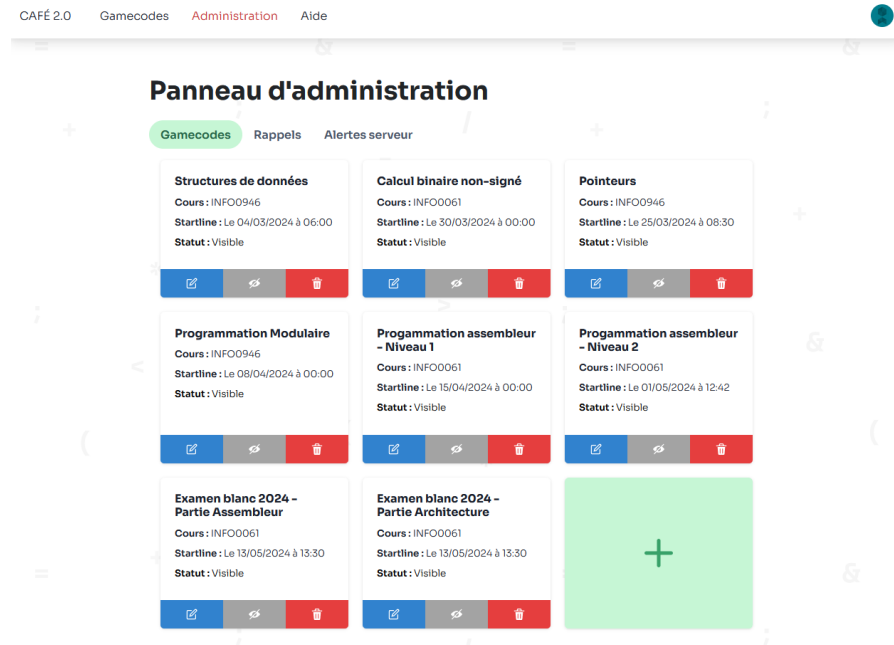 CAFÉ 2.0 Gamecodes Administration Aide
Panneau d'administration
Gamecodes Rappels Alertes serveur
Structures de données
Cours : INFO0946
Startline : Le 04/03/2024 à 06:00
Statut : Visible
Calcul binaire non-signé
Cours : INFO0061
Startline : Le 30/03/2024 à 00:00
Statut : Visible
Pointeurs
Cours : INFO0946
Startline : Le 25/03/2024 à 08:30
Statut : Visible
Programmation Modulaire
Cours : INFO0946
Startline : Le 08/04/2024 à 00:00
Statut : Visible
Progammation assembleur
- Niveau 1
Cours : INFO0061
Startline : Le 15/04/2024 à 00:00
Statut : Visible
Progammation assembleur
- Niveau 2
Cours : INFO0061
Startline : Le 01/05/2024 à 12:42
Statut : Visible
Examen blanc 2024 -
Partie Assembleur
Cours : INFO0061
Startline : Le 13/05/2024 à 13:30
Statut : Visible
Examen blanc 2024 -
Partie Architecture
Cours : INFO0061
Startline : Le 13/05/2024 à 13:30
Statut : Visible
+